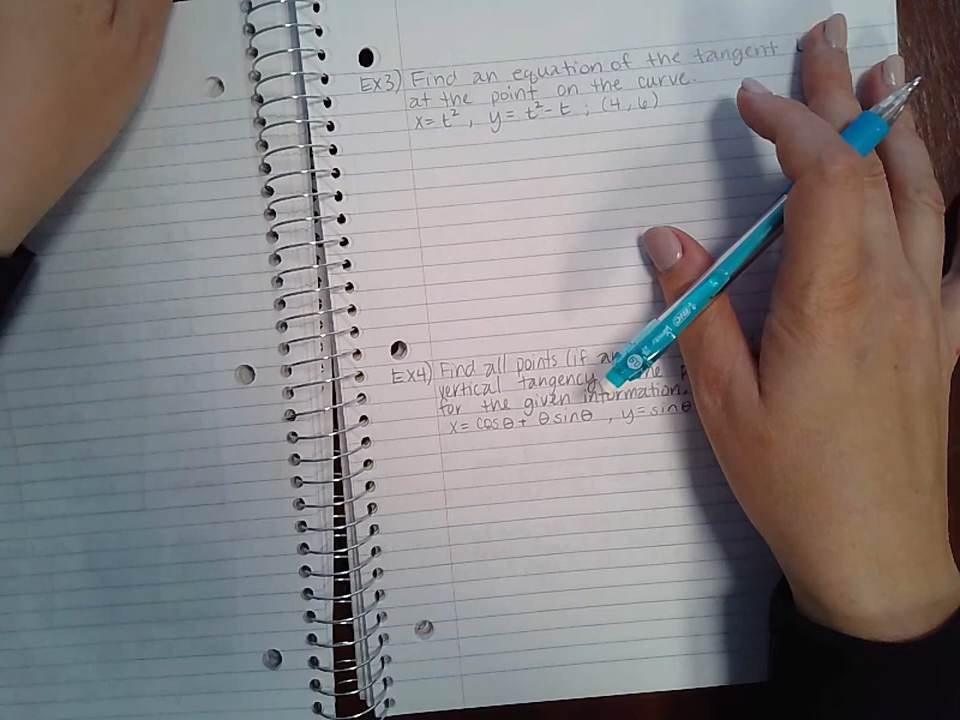 EX3) Find an equation of the tangent
at the point on the curve.
x = t², y = t² - t ; (4, 6)
EX4) Find all points (if
vertical tangency
for the given information.
x = cosθ + θsinθ , y = sinθ